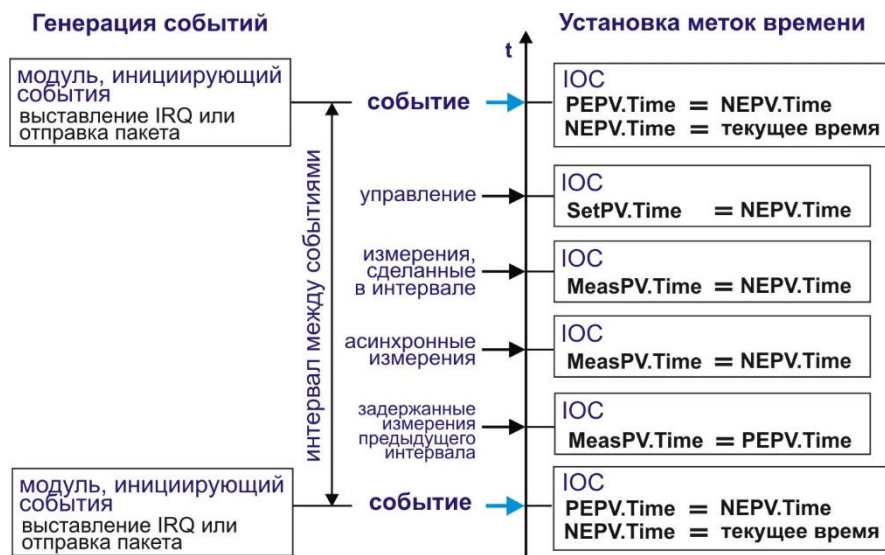 Генерация событий
Установка меток времени
t
модуль, инициирующий
события
выставление IRQ или
отправка пакета
событие
IOC
PEPV.Time = NEPV.Time
NEPV.Time = текущее время
интервал между событиями
управление
IOC
SetPV.Time = NEPV.Time
измерения,
сделанные
в интервале
IOC
MeasPV.Time = NEPV.Time
асинхронные
измерения
IOC
MeasPV.Time = NEPV.Time
задержанные
измерения
предыдущего
интервала
IOC
MeasPV.Time = PEPV.Time
модуль, инициирующий
события
выставление IRQ или
отправка пакета
событие
IOC
PEPV.Time = NEPV.Time
NEPV.Time = текущее время